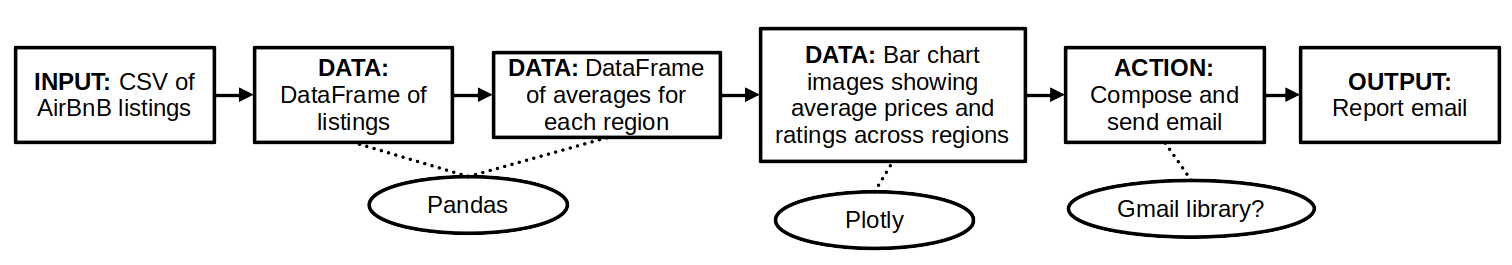 INPUT: CSV of
AirBnB listings
DATA:
DataFrame of
listings
DATA: DataFrame
of averages for
each region
DATA: Bar chart
images showing
average prices and
ratings across regions
ACTION:
Compose and
send email
OUTPUT:
Report email
Pandas
Plotly
Gmail library?